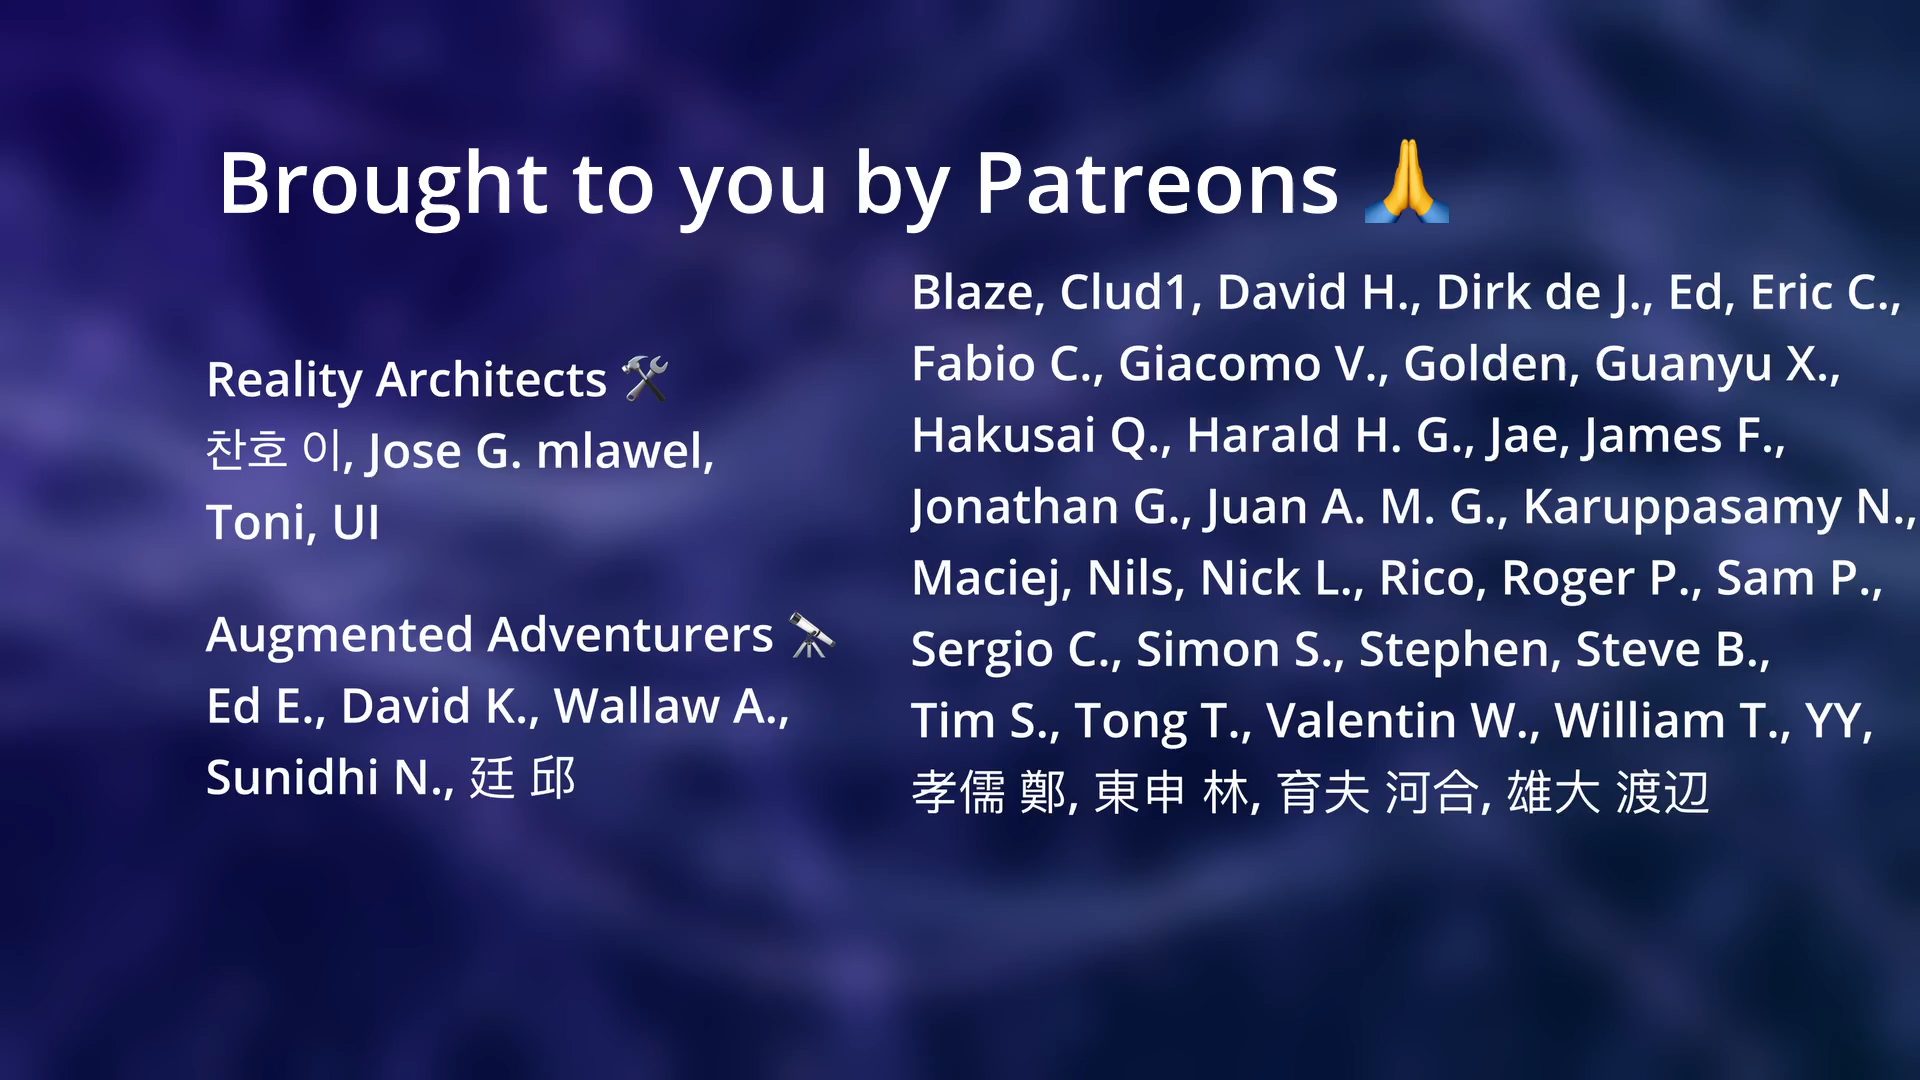 Brought to you by Patreons 🙏
Reality Architects 🛠
찬호 이, Jose G. mlawel,
Toni, UI
Augmented Adventurers 🔭
Ed E., David K., Wallaw A.,
Sunidhi N., 廷 邱
Blaze, Clud1, David H., Dirk de J., Ed, Eric C.,
Fabio C., Giacomo V., Golden, Guanyu X.,
Hakusai Q., Harald H. G., Jae, James F.,
Jonathan G., Juan A. M. G., Karuppasamy N.,
Maciej, Nils, Nick L., Rico, Roger P., Sam P.,
Sergio C., Simon S., Stephen, Steve B.,
Tim S., Tong T., Valentin W., William T., YY,
孝儒 鄭, 東申 林, 育夫 河合, 雄大 渡辺